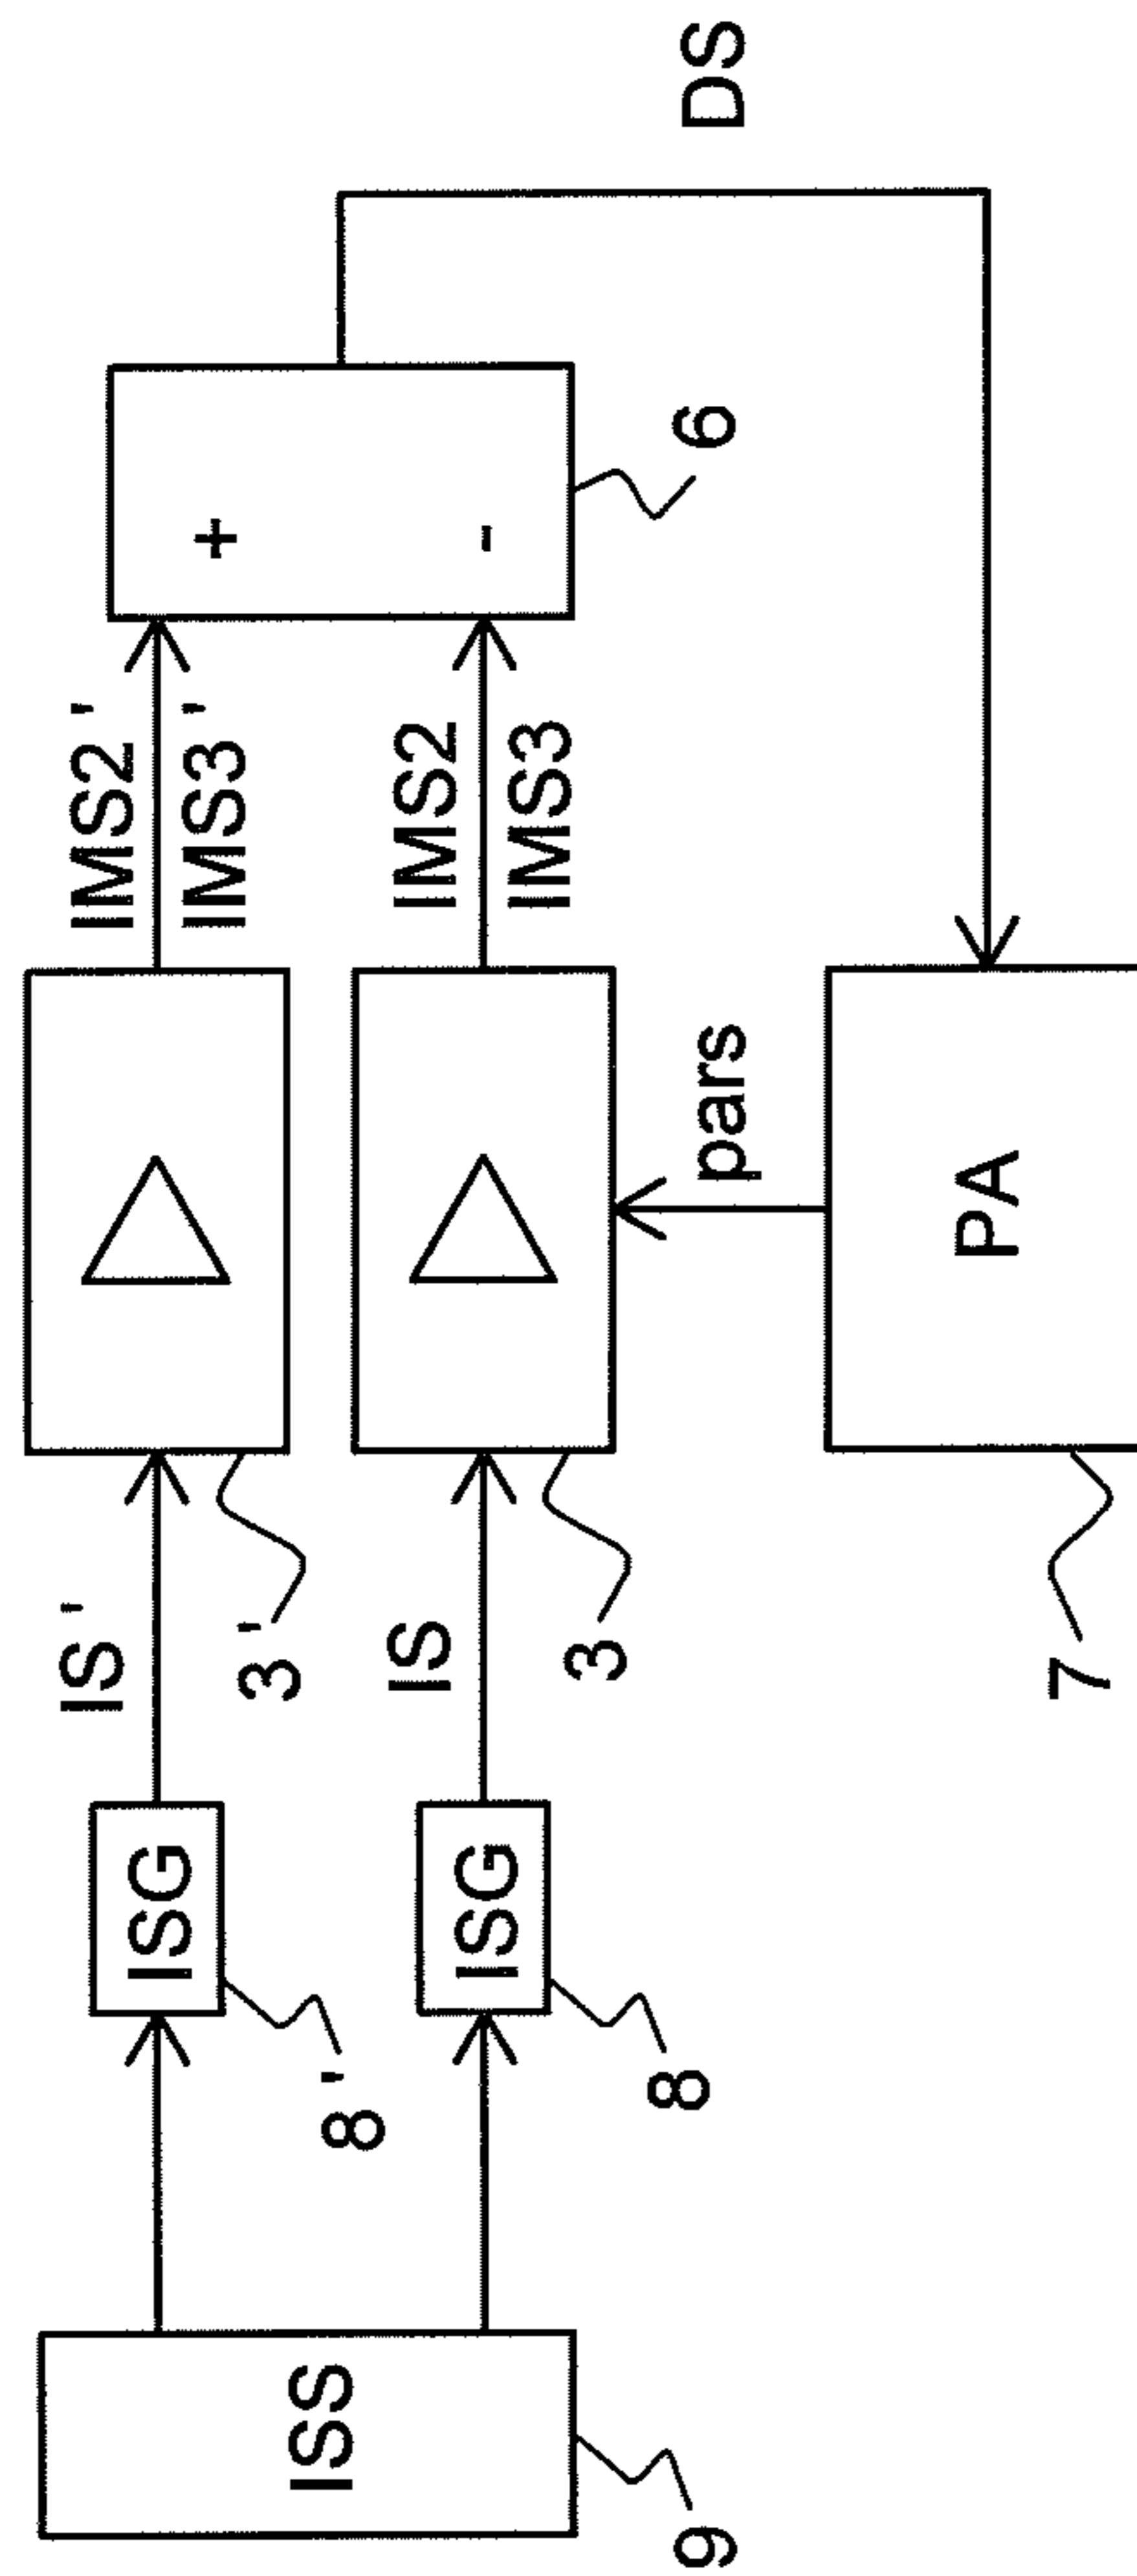 ISS
9
ISG
8'
ISG
8
IS'
3'
IS
3
IMS2'
IMS3'
IMS2
IMS3
+
-
6
DS
pars
PA
7